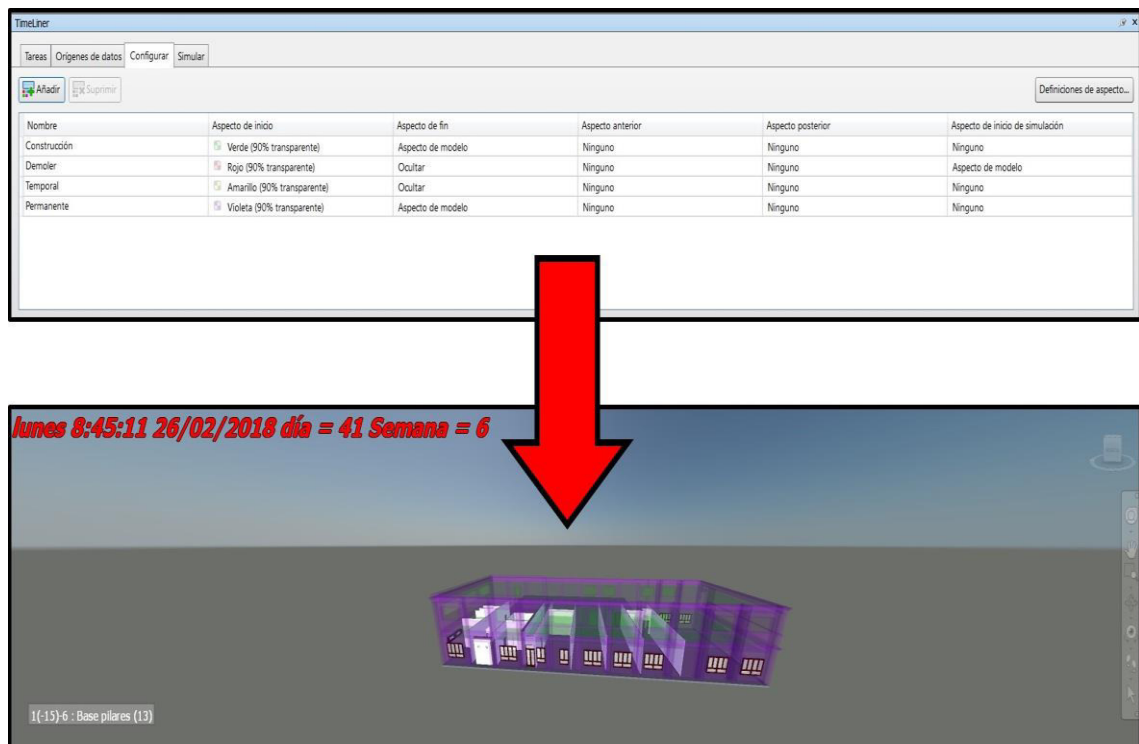 TimeLiner
Tareas Orígenes de datos Configurar Simular
Añadir Suprimir Definiciones de aspecto...
Nombre Aspecto de inicio Aspecto de fin Aspecto anterior Aspecto posterior Aspecto de inicio de simulación
Construcción Verde (90% transparente) Aspecto de modelo Ninguno Ninguno Ninguno
Demoler Rojo (90% transparente) Ocultar Ninguno Ninguno Aspecto de modelo
Temporal Amarillo (90% transparente) Ocultar Ninguno Ninguno Ninguno
Permanente Violeta (90% transparente) Aspecto de modelo Ninguno Ninguno Ninguno
lunes 8:45:11 26/02/2018 día = 41 Semana = 6
1(-15)-6 : Base pilares (13)